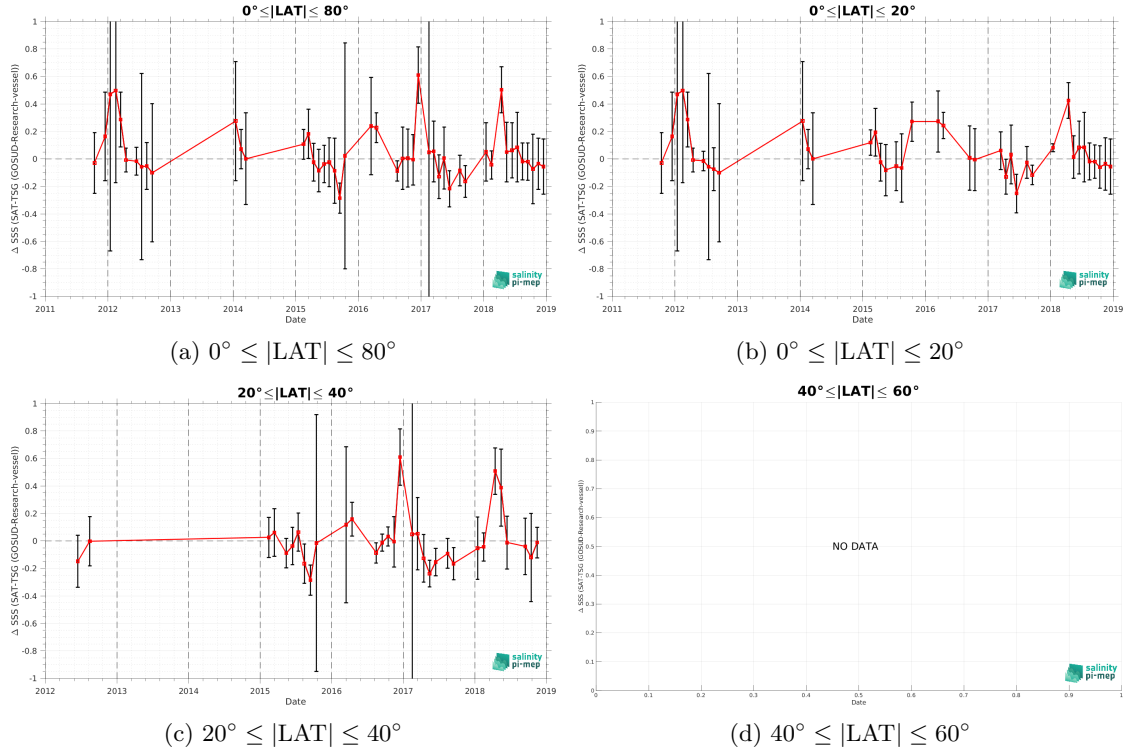 0°≤|LAT|≤ 80°
Δ SSS (SAT-TSG (GOSUD-Research-vessel))
1
0.8
0.6
0.4
0.2
0
-0.2
-0.4
-0.6
-0.8
-1
2011 2012 2013 2014 2015 2016 2017 2018 2019
Date
salinity
pi-mep
(a) 0° ≤ |LAT| ≤ 80°
0°≤|LAT|≤ 20°
Δ SSS (SAT-TSG (GOSUD-Research-vessel))
1
0.8
0.6
0.4
0.2
0
-0.2
-0.4
-0.6
-0.8
-1
2011 2012 2013 2014 2015 2016 2017 2018 2019
Date
salinity
pi-mep
(b) 0° ≤ |LAT| ≤ 20°
20°≤|LAT|≤ 40°
Δ SSS (SAT-TSG (GOSUD-Research-vessel))
1
0.8
0.6
0.4
0.2
0
-0.2
-0.4
-0.6
-0.8
-1
2012 2013 2014 2015 2016 2017 2018 2019
Date
salinity
pi-mep
(c) 20° ≤ |LAT| ≤ 40°
40°≤|LAT|≤ 60°
Δ SSS (SAT-TSG (GOSUD-Research-vessel))
1
0.9
0.8
0.7
0.6
0.5
0.4
0.3
0.2
0.1
0
NO DATA
0 0.1 0.2 0.3 0.4 0.5 0.6 0.7 0.8 0.9 1
Date
salinity
pi-mep
(d) 40° ≤ |LAT| ≤ 60°